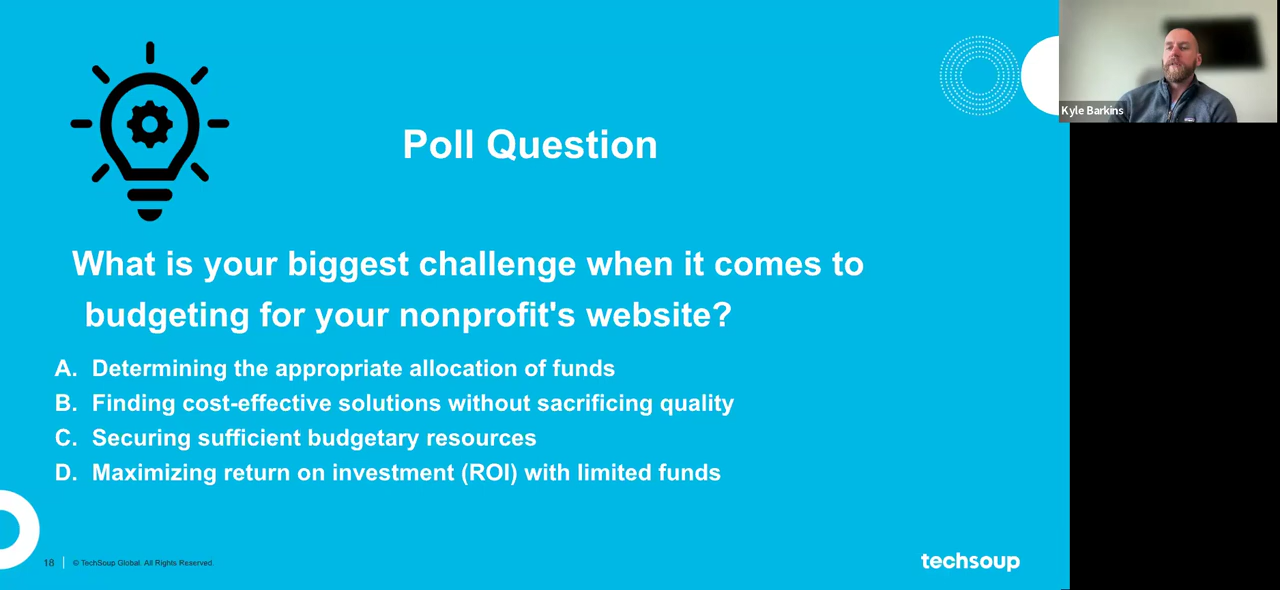 Kyle Barkins
Poll Question
What is your biggest challenge when it comes to
budgeting for your nonprofit's website?
A. Determining the appropriate allocation of funds
B. Finding cost-effective solutions without sacrificing quality
C. Securing sufficient budgetary resources
D. Maximizing return on investment (ROI) with limited funds
18 | © TechSoup Global. All Rights Reserved.
techsoup